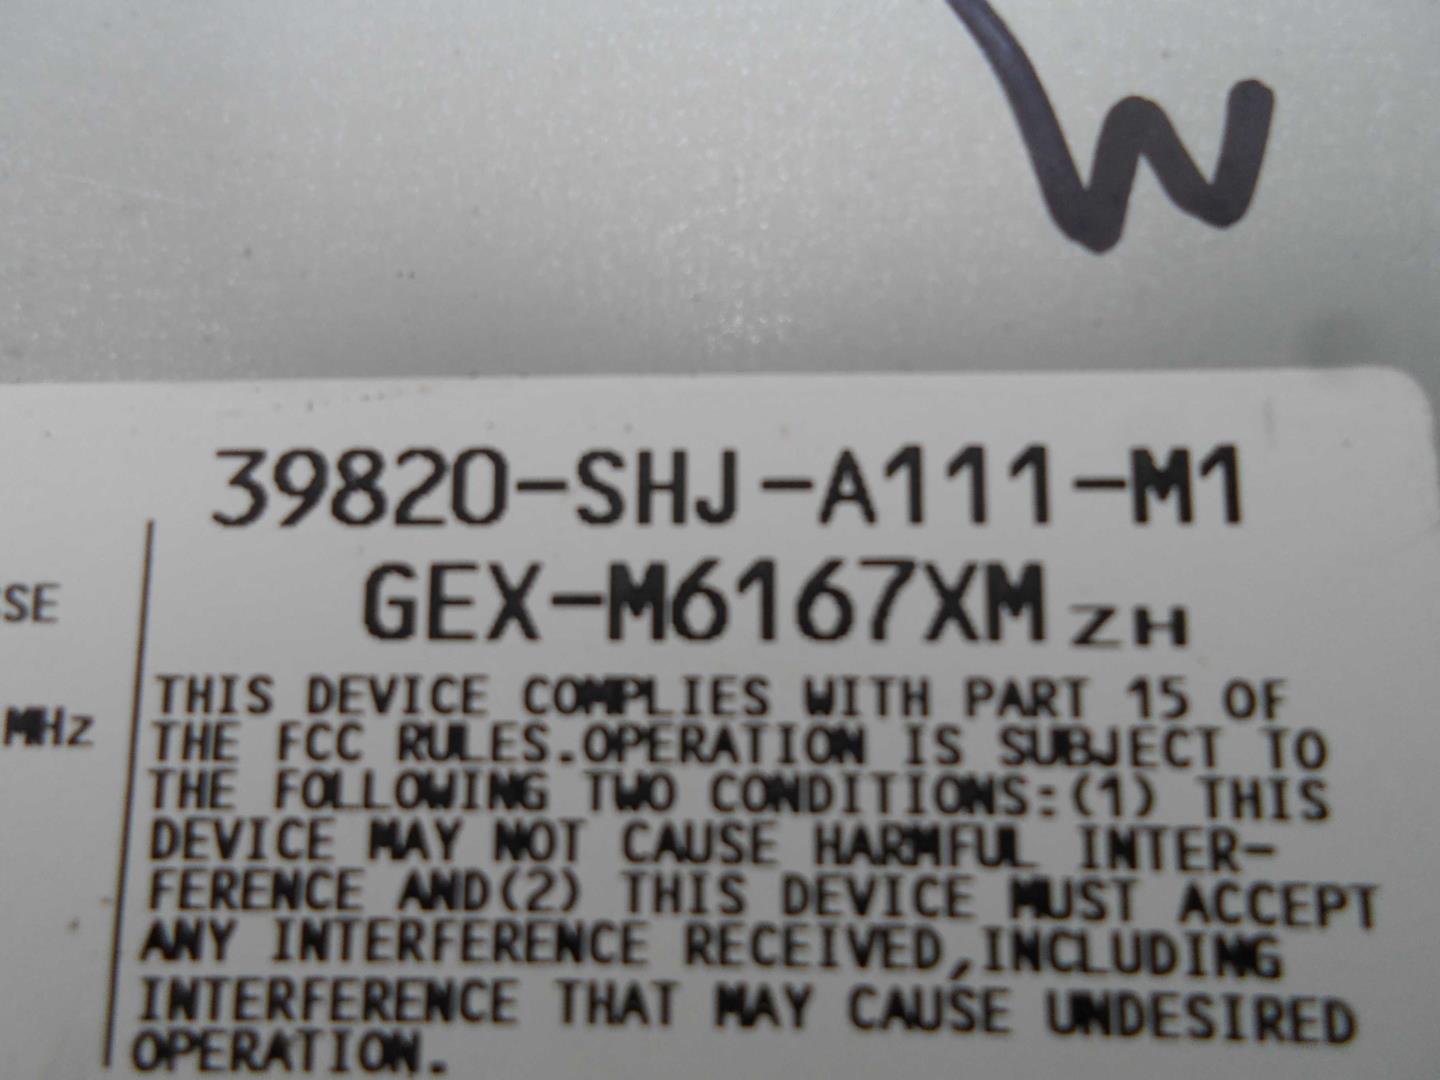 W
39820-SHJ-A111-M1
GEX-M6167XM ZH
SE
MHz
THIS DEVICE COMPLIES WITH PART 15 OF
THE FCC RULES.OPERATION IS SUBJECT TO
THE FOLLOWING TWO CONDITIONS:(1) THIS
DEVICE MAY NOT CAUSE HARMFUL INTER-
FERENCE AND(2) THIS DEVICE MUST ACCEPT
ANY INTERFERENCE RECEIVED,INCLUDING
INTERFERENCE THAT MAY CAUSE UNDESIRED
OPERATION.